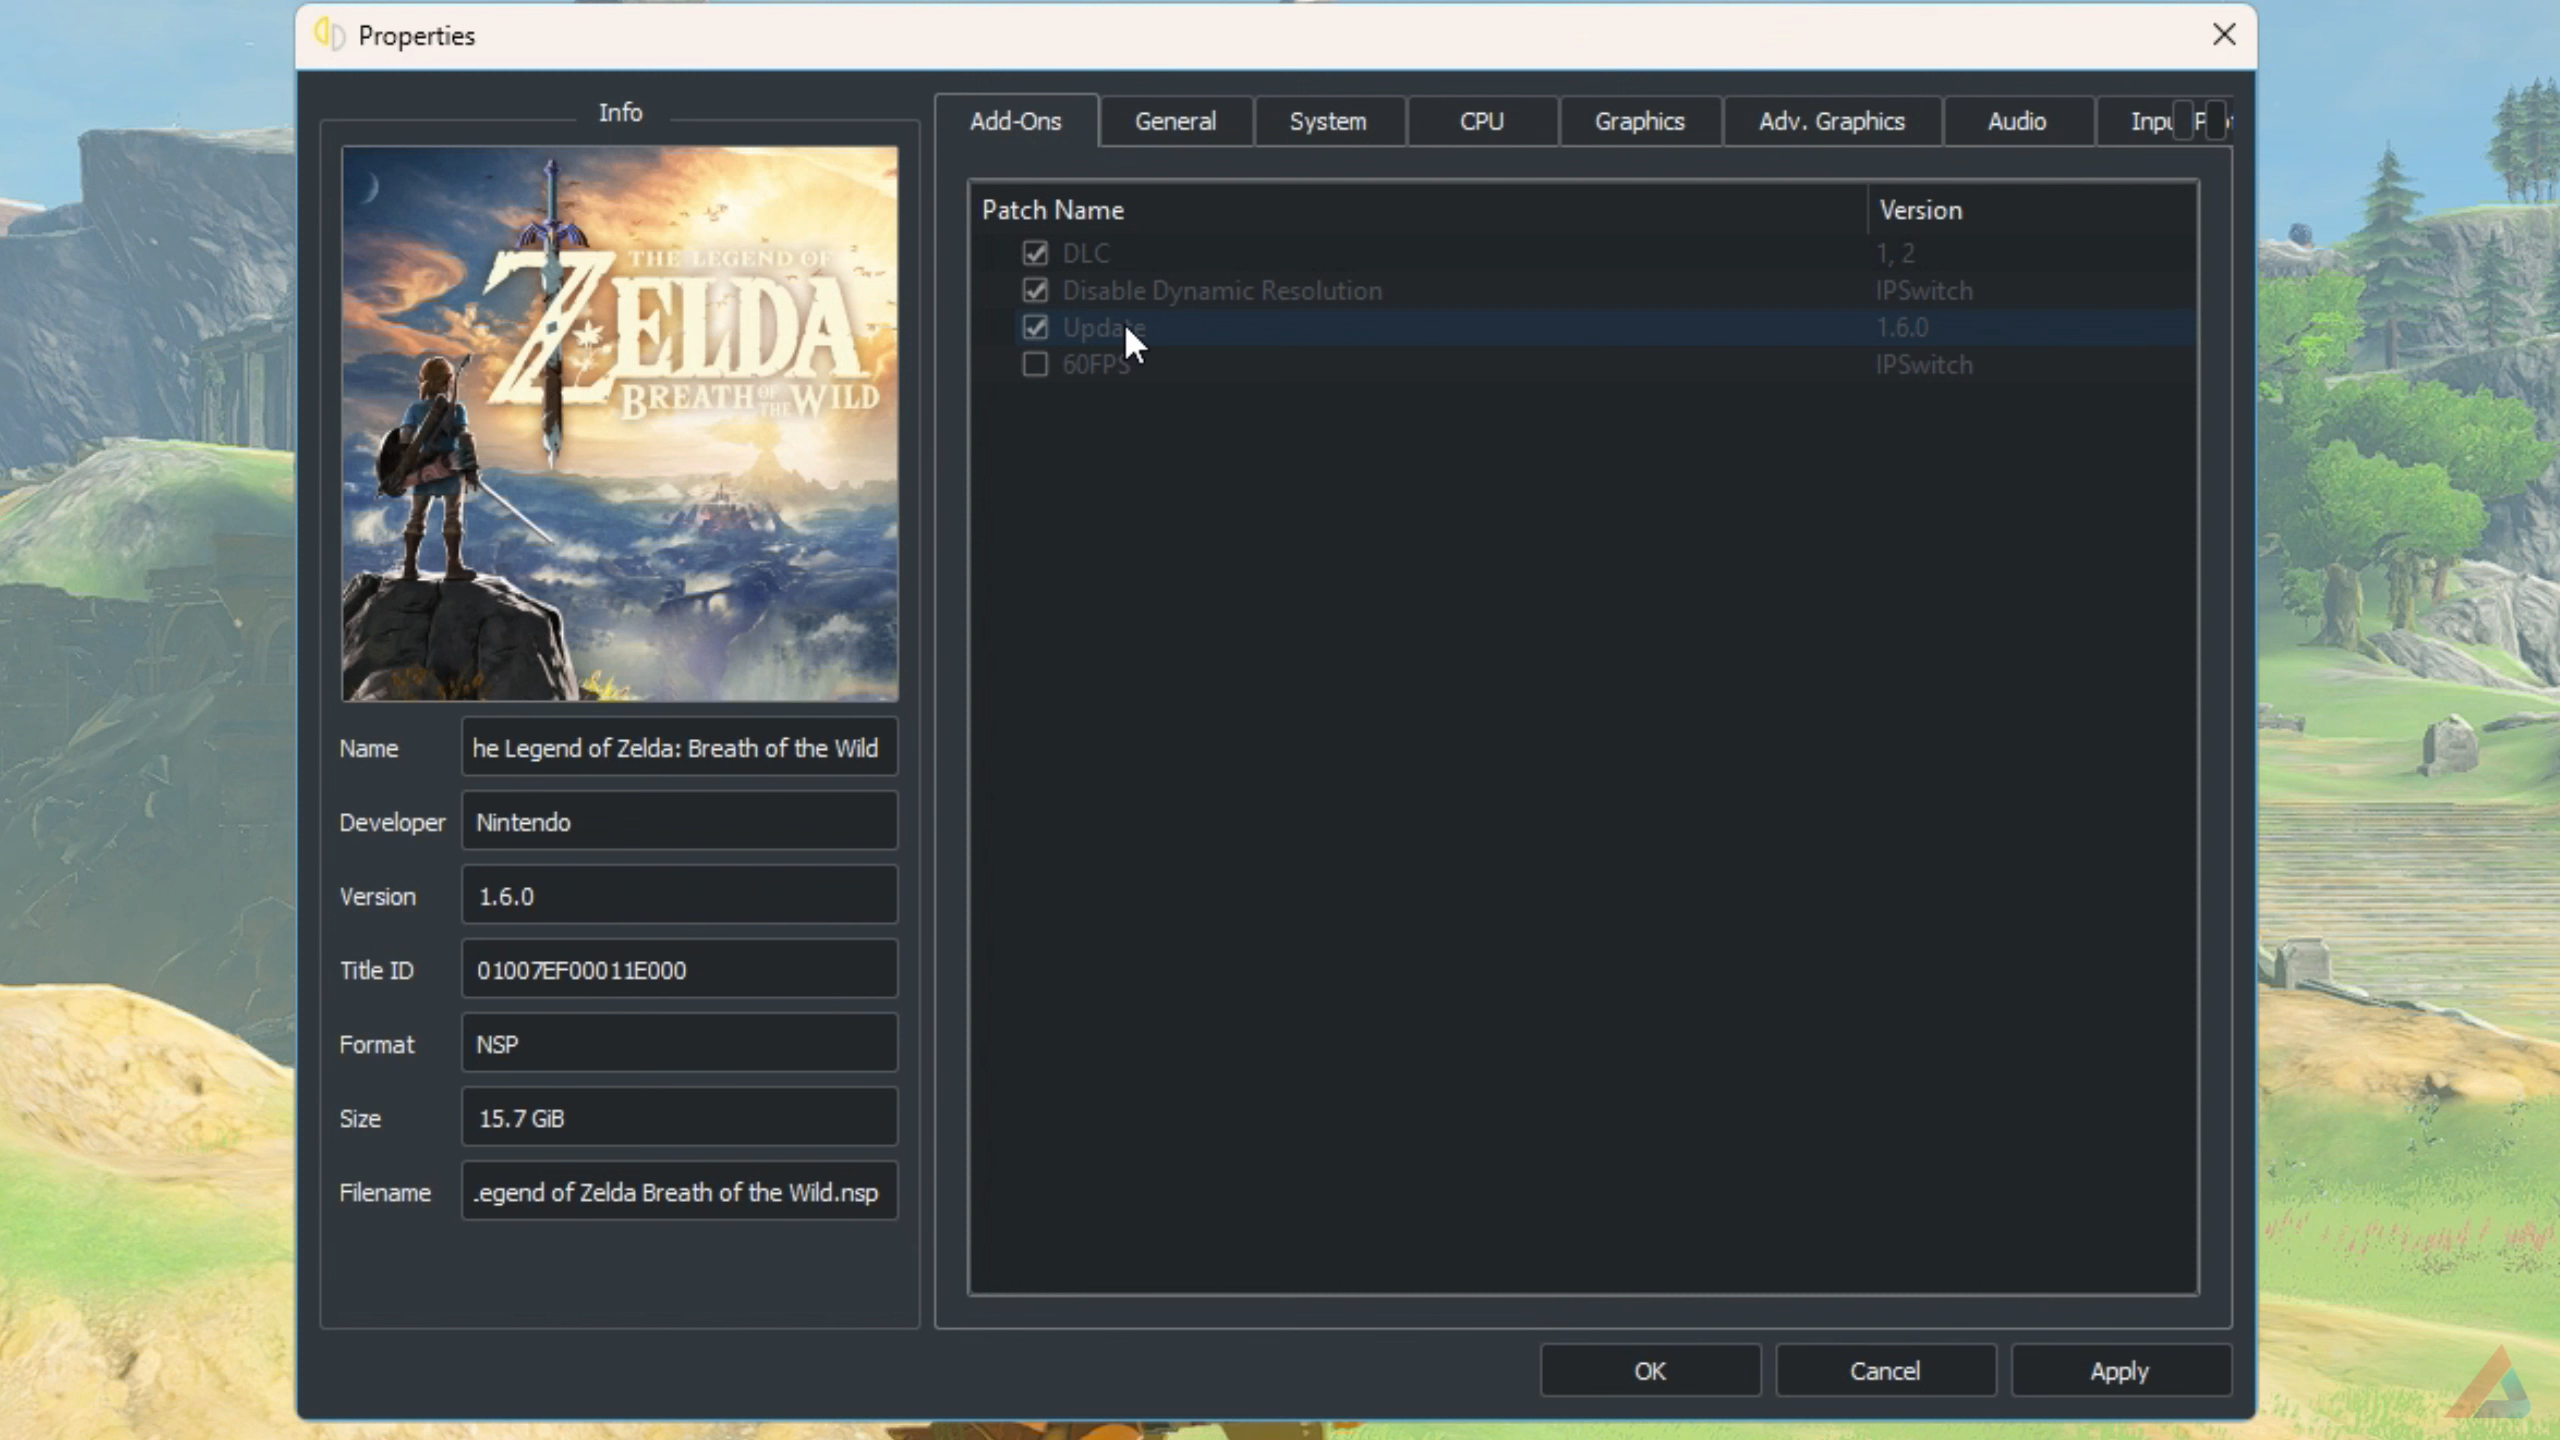 Properties
Info
THE LEGEND OF
ZELDA
BREATH OF THE WILD
Name he Legend of Zelda: Breath of the Wild
Developer Nintendo
Version 1.6.0
Title ID 01007EF00011E000
Format NSP
Size 15.7 GiB
Filename .egend of Zelda Breath of the Wild.nsp
Add-Ons General System CPU Graphics Adv. Graphics Audio
Patch Name Version
DLC 1, 2
Disable Dynamic Resolution IPSwitch
Update 1.6.0
60FPS IPSwitch
OK Cancel Apply